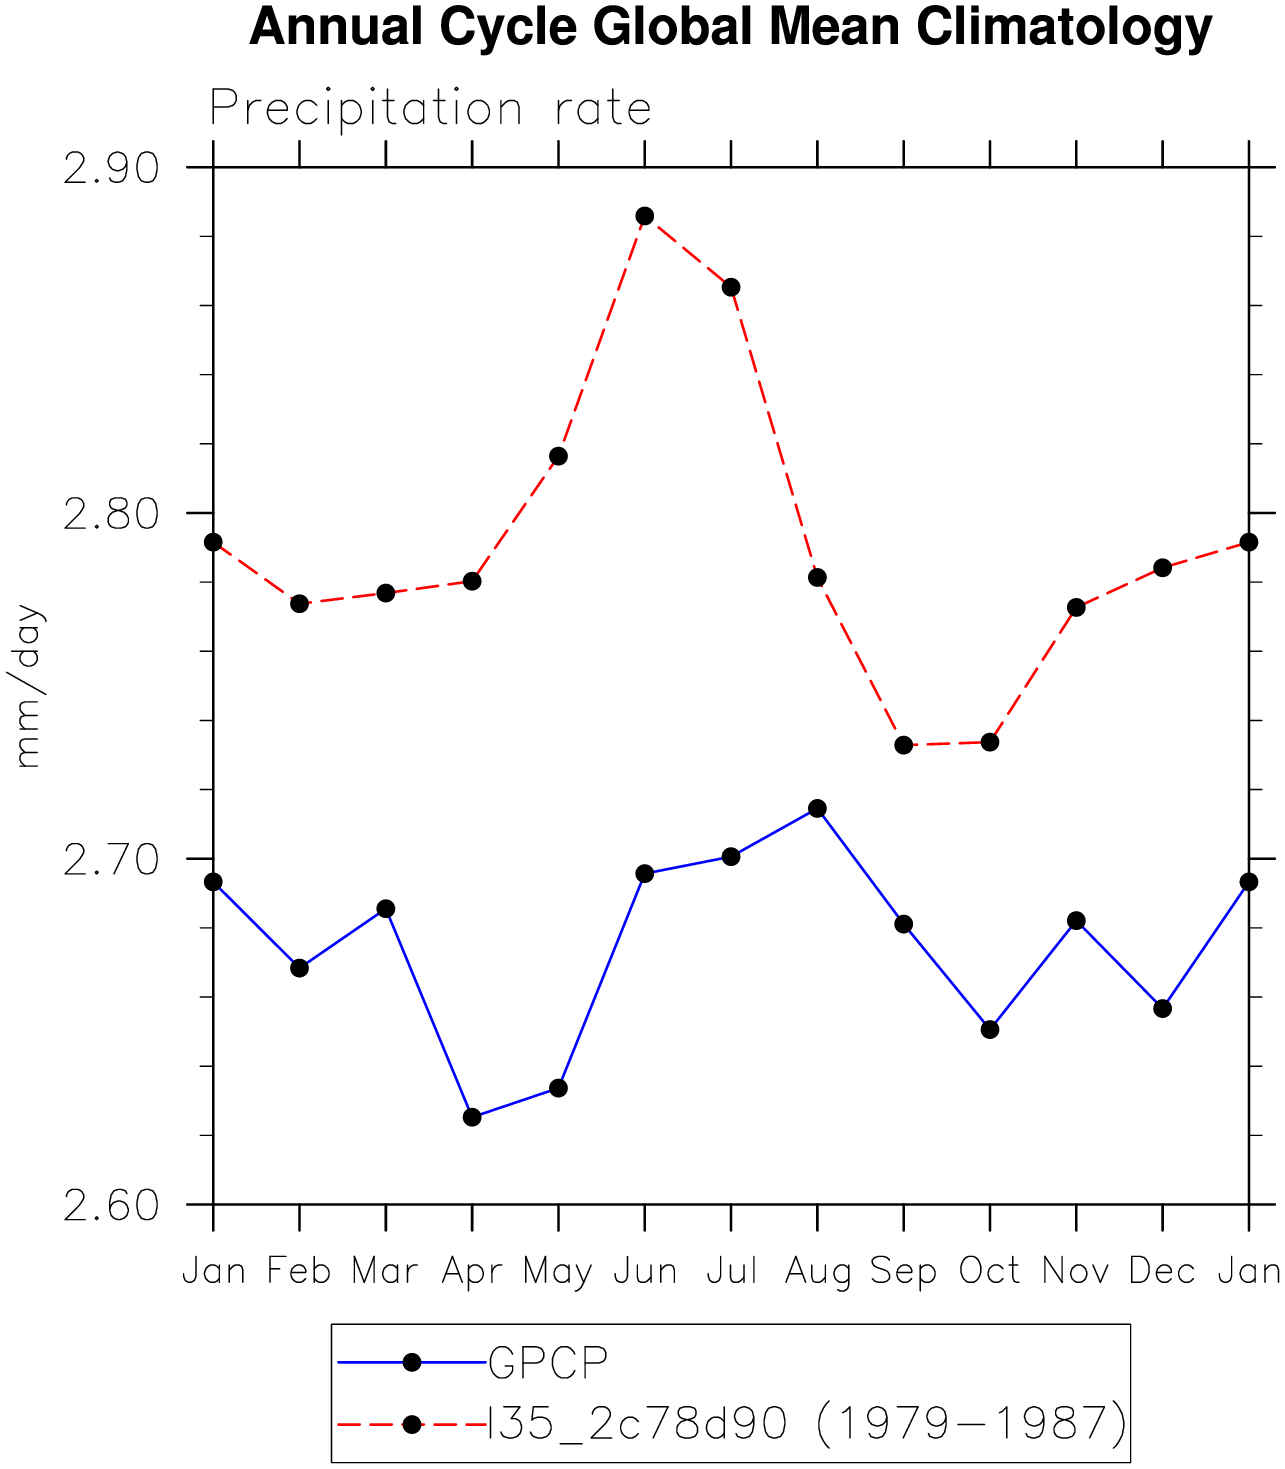 Annual Cycle Global Mean Climatology
Precipitation rate
2.90
2.80
2.70
2.60
mm/day
Jan Feb Mar Apr May Jun Jul Aug Sep Oct Nov Dec Jan
GPCP
I35_2c78d90 (1979-1987)